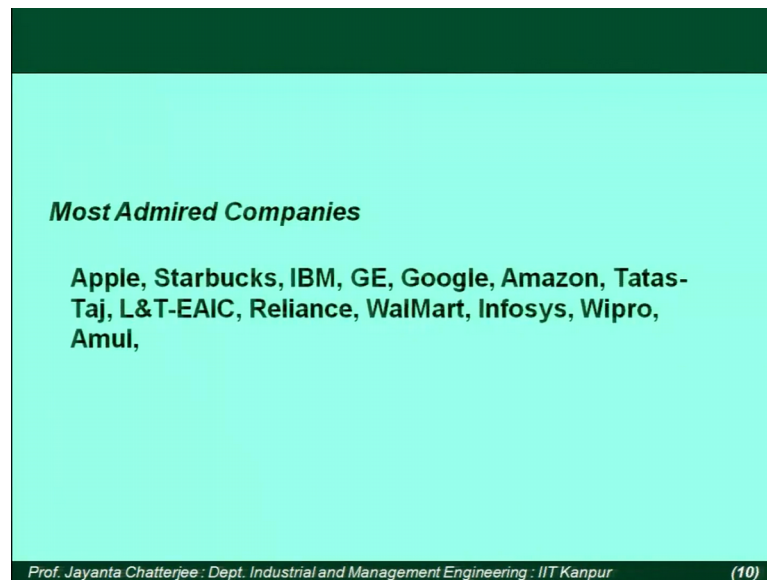 Most Admired Companies
Apple, Starbucks, IBM, GE, Google, Amazon, Tatas-
Taj, L&T-EAIC, Reliance, WalMart, Infosys, Wipro,
Amul,
Prof. Jayanta Chatterjee : Dept. Industrial and Management Engineering : IIT Kanpur (10)